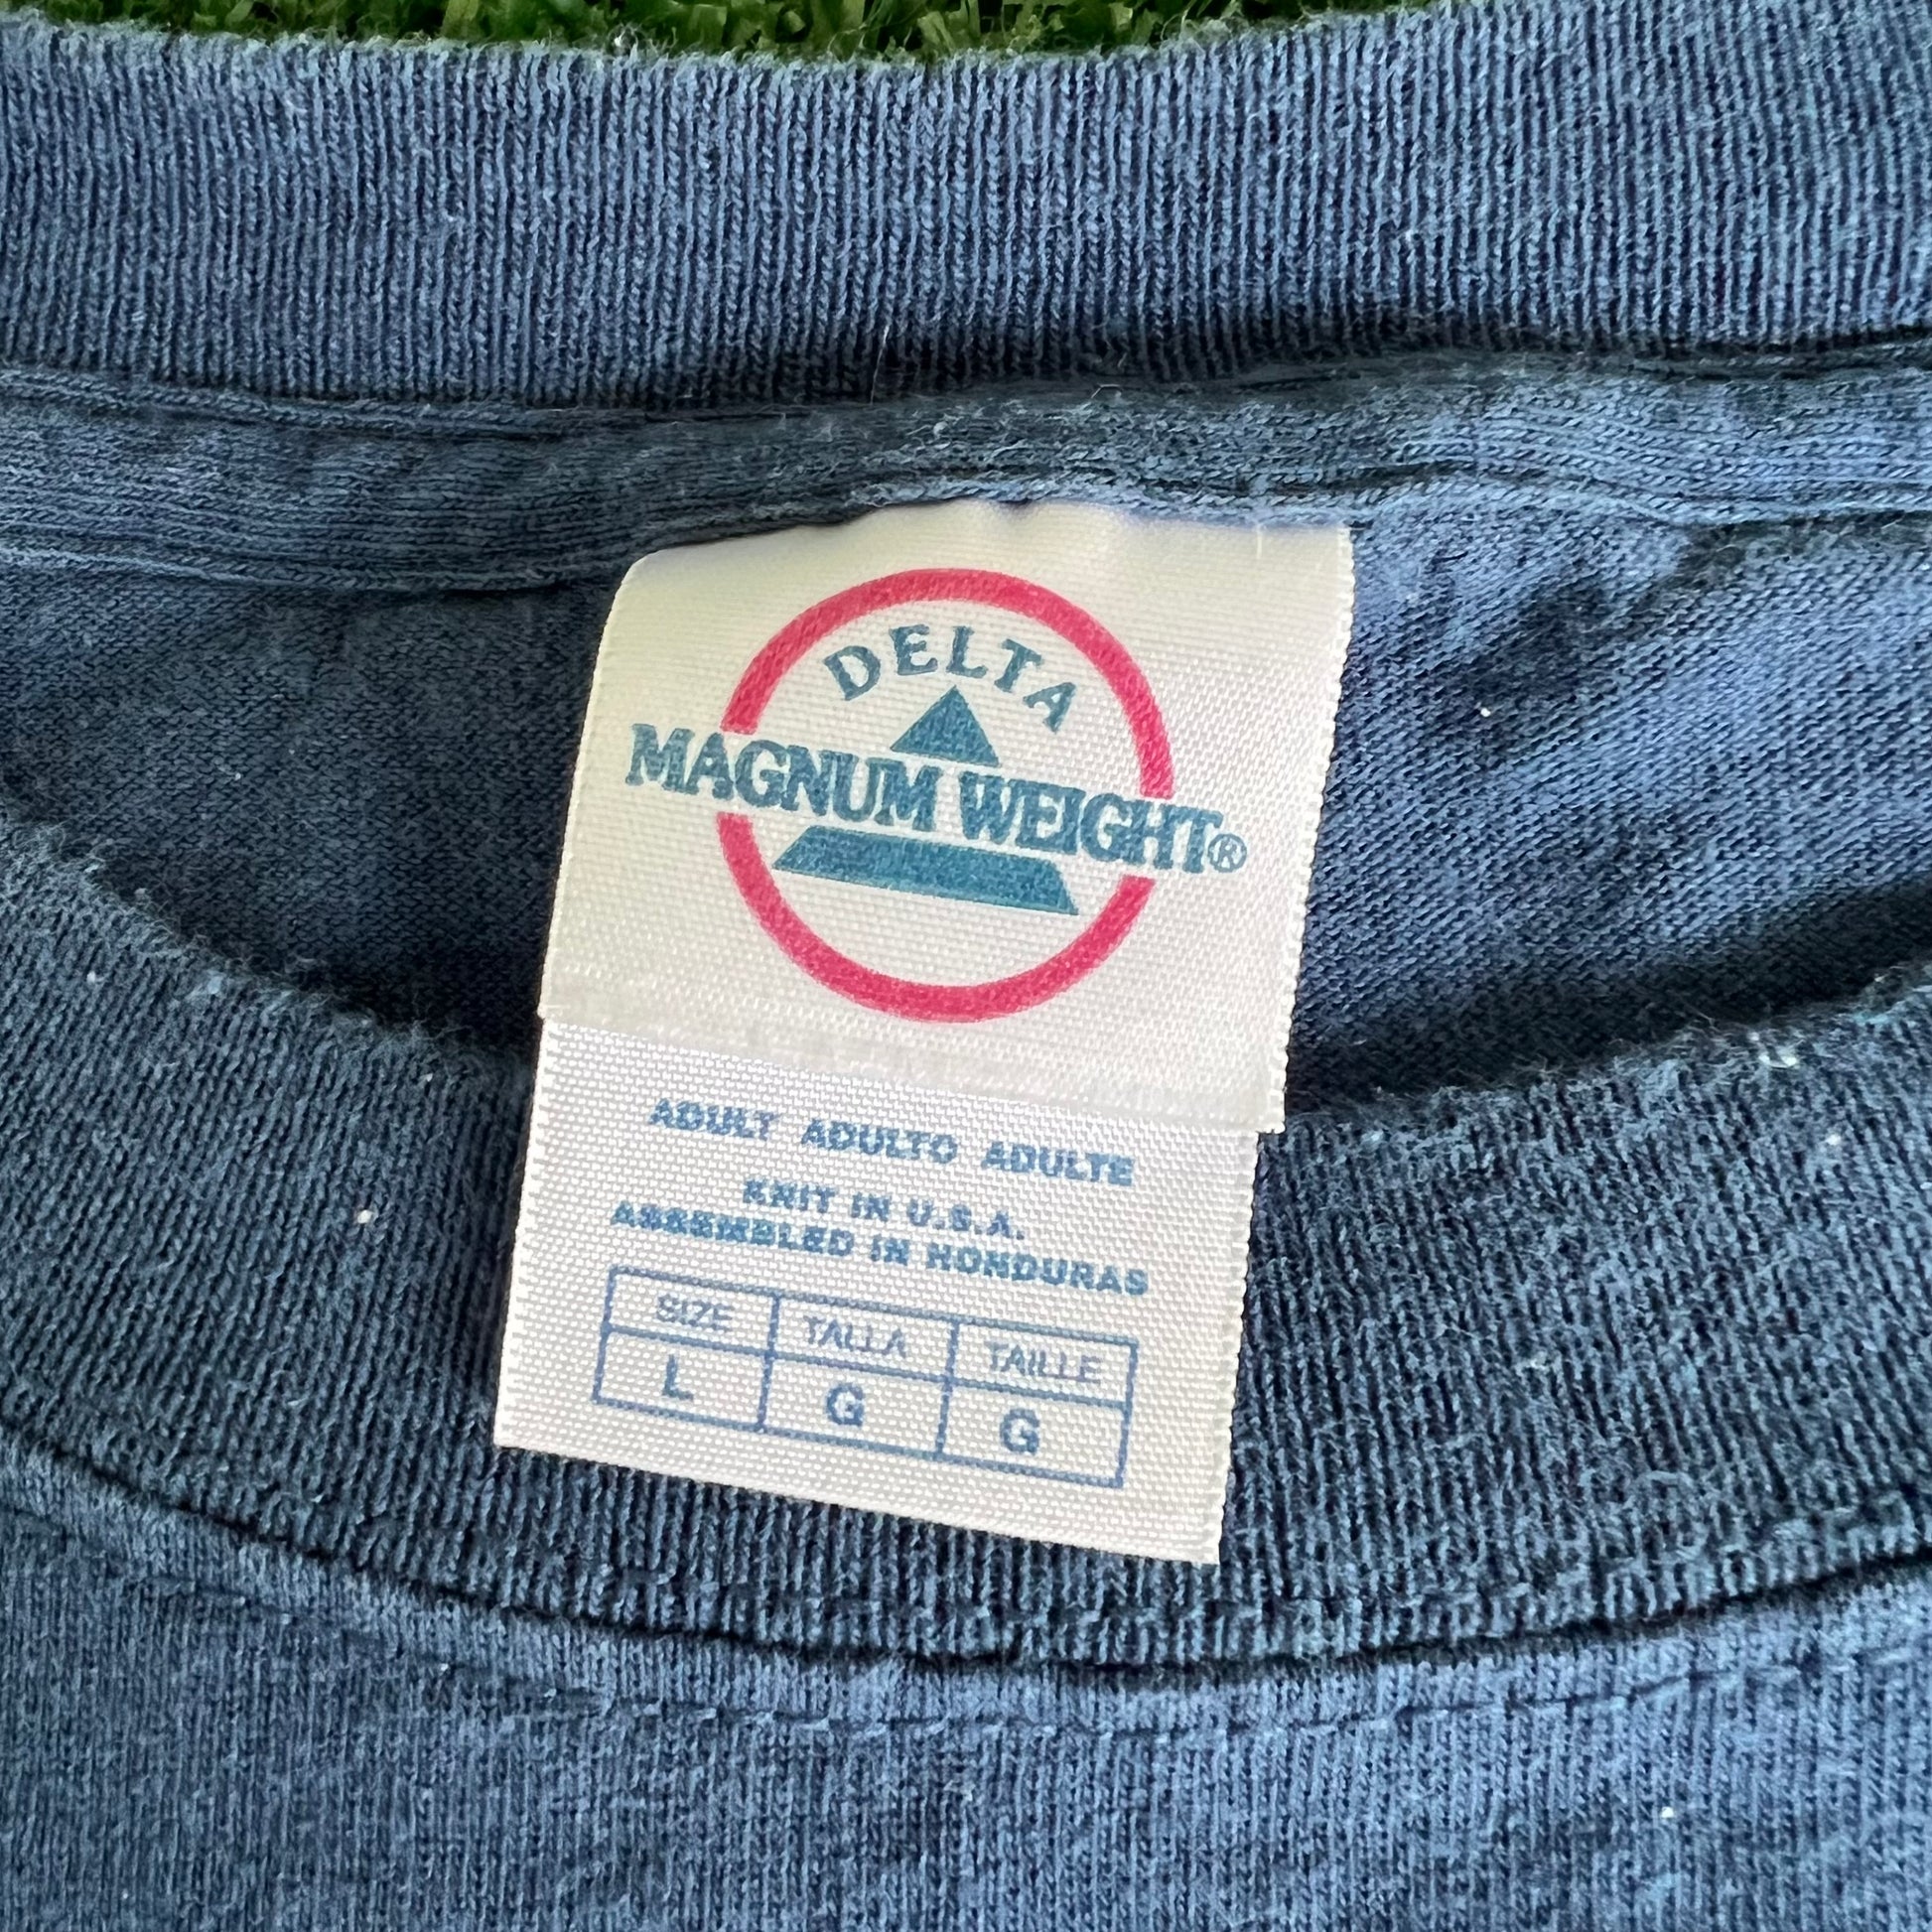 DELTA
MAGNUM WEIGHT®
ADULT ADULTO ADULTE
KNIT IN U.S.A.
ASSEMBLED IN HONDURAS
SIZE TALLA TAILLE
L G G